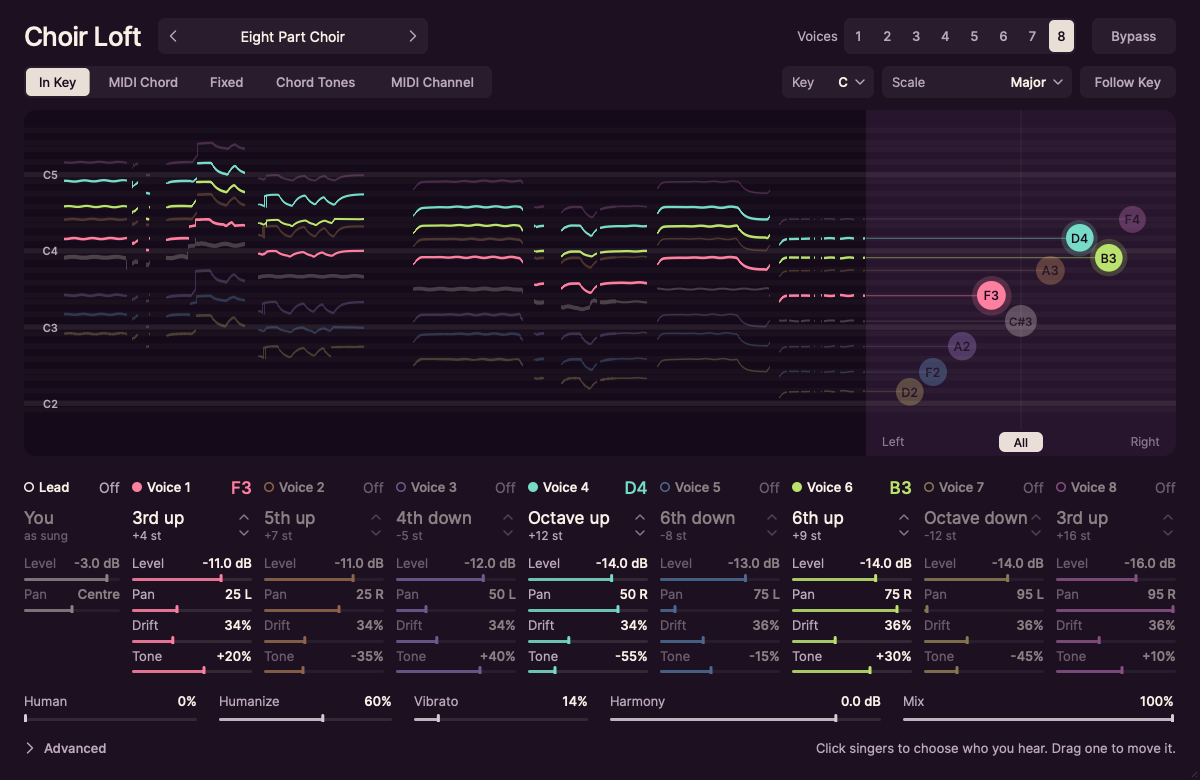 Choir Loft Eight Part Choir Voices 1 2 3 4 5 6 7 8 Bypass
In Key MIDI Chord Fixed Chord Tones MIDI Channel Key C Scale Major Follow Key
C5
C4
C3
C2
F4
D4
B3
A3
F3
C#3
A2
F2
D2
Left All Right
Lead Off Voice 1 F3 Voice 2 Off Voice 3 Off Voice 4 D4 Voice 5 Off Voice 6 B3 Voice 7 Off Voice 8 Off
You 3rd up 5th up 4th down Octave up 6th down 6th up Octave down 3rd up
as sung +4 st +7 st -5 st +12 st -8 st +9 st -12 st +16 st
Level -3.0 dB Level -11.0 dB Level -11.0 dB Level -12.0 dB Level -14.0 dB Level -13.0 dB Level -14.0 dB Level -14.0 dB Level -16.0 dB
Pan Centre Pan 25 L Pan 25 R Pan 50 L Pan 50 R Pan 75 L Pan 75 R Pan 95 L Pan 95 R
Drift 34% Drift 34% Drift 34% Drift 34% Drift 36% Drift 36% Drift 36% Drift 36%
Tone +20% Tone -35% Tone +40% Tone -55% Tone -15% Tone +30% Tone -45% Tone +10%
Human 0% Humanize 60% Vibrato 14% Harmony 0.0 dB Mix 100%
Advanced Click singers to choose who you hear. Drag one to move it.